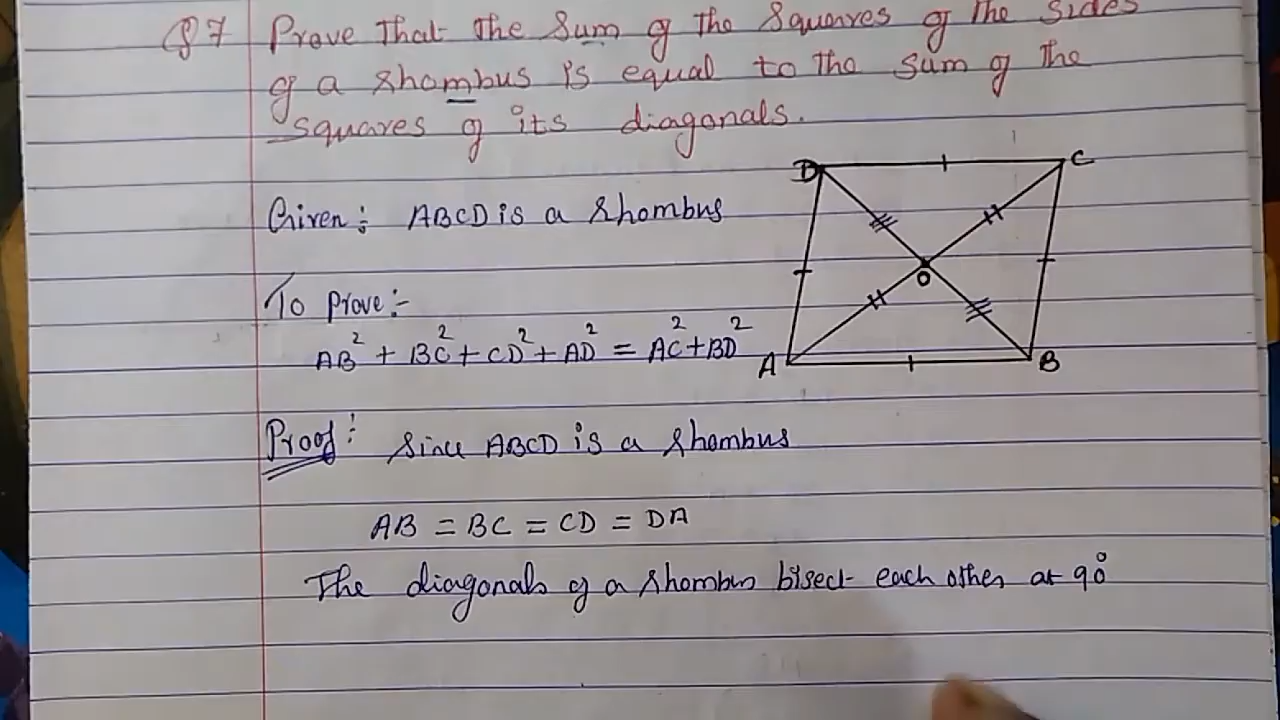 Q7 Prove that the sum of the squares of the sides
of a rhombus is equal to the sum of the
squares of its diagonals.
Given: ABCD is a rhombus
To Prove:-
AB² + BC² + CD² + AD² = AC² + BD²
D C
O
A B
Proof: Since ABCD is a rhombus
AB = BC = CD = DA
The diagonals of a rhombus bisect each other at 90°